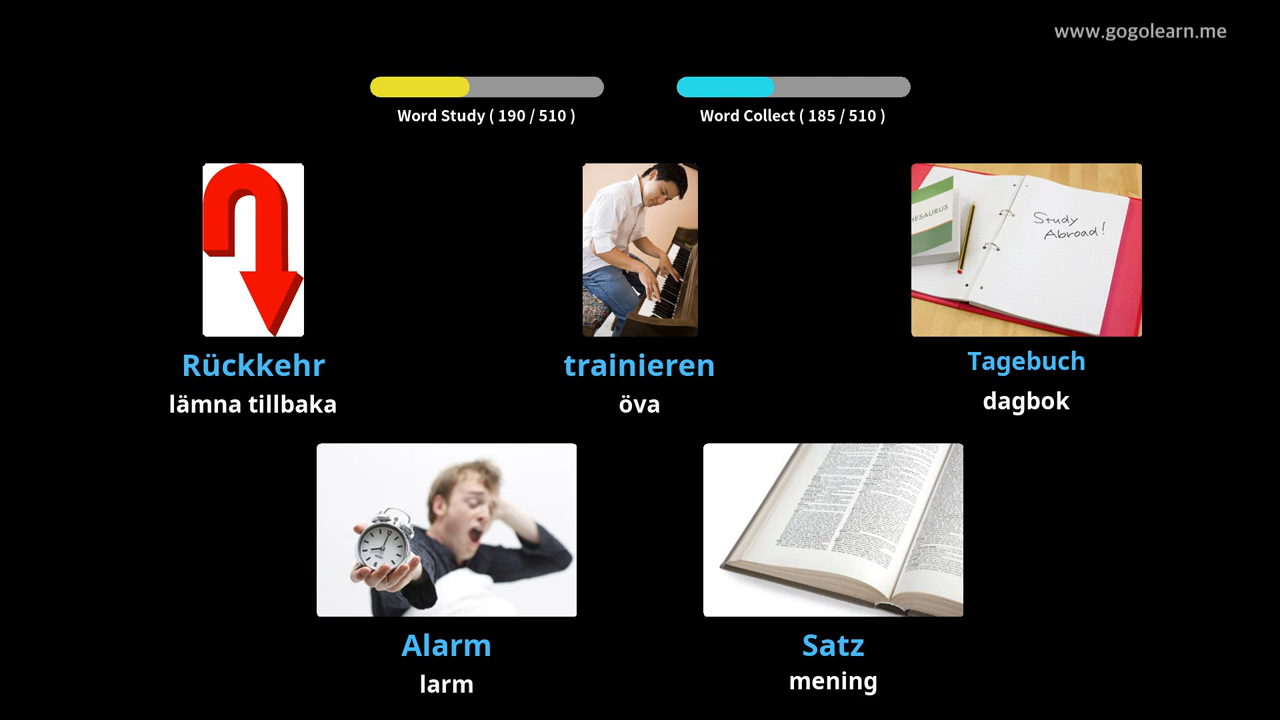 www.gogolearn.me
Word Study ( 190 / 510 )
Word Collect ( 185 / 510 )
ESAURUS
Study
Abroad!
Rückkehr
lämna tillbaka
trainieren
öva
Tagebuch
dagbok
Alarm
larm
Satz
mening